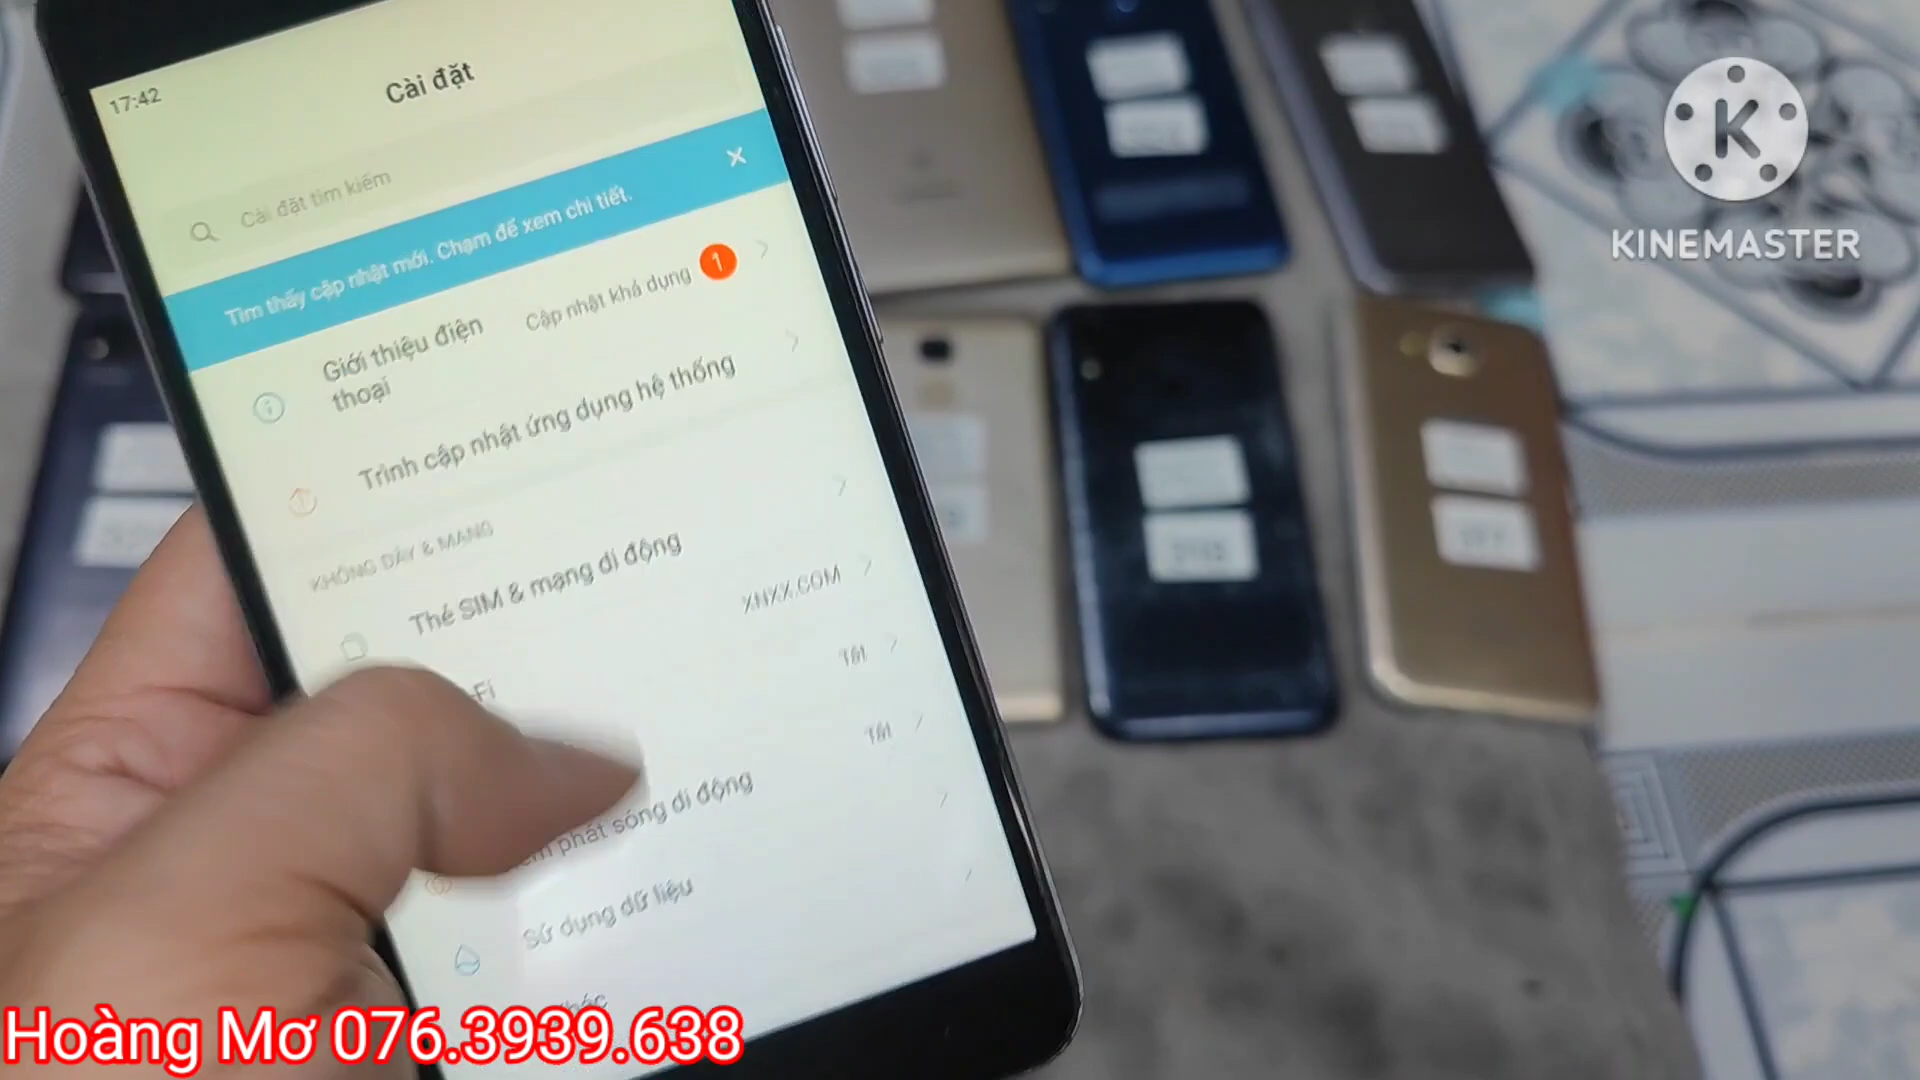 17:42
Cài đặt
Cài đặt tìm kiếm
Tìm thấy cập nhật mới. Chạm để xem chi tiết.
Giới thiệu điện thoại
Cập nhật khả dụng 1
Trình cập nhật ứng dụng hệ thống
KHÔNG DÂY & MẠNG
Thẻ SIM & mạng di động
-Fi
XNXX.COM
Tắt
Tắt
phát sóng di động
Sử dụng dữ liệu
K
KINEMASTER
Hoàng Mơ 076.3939.638